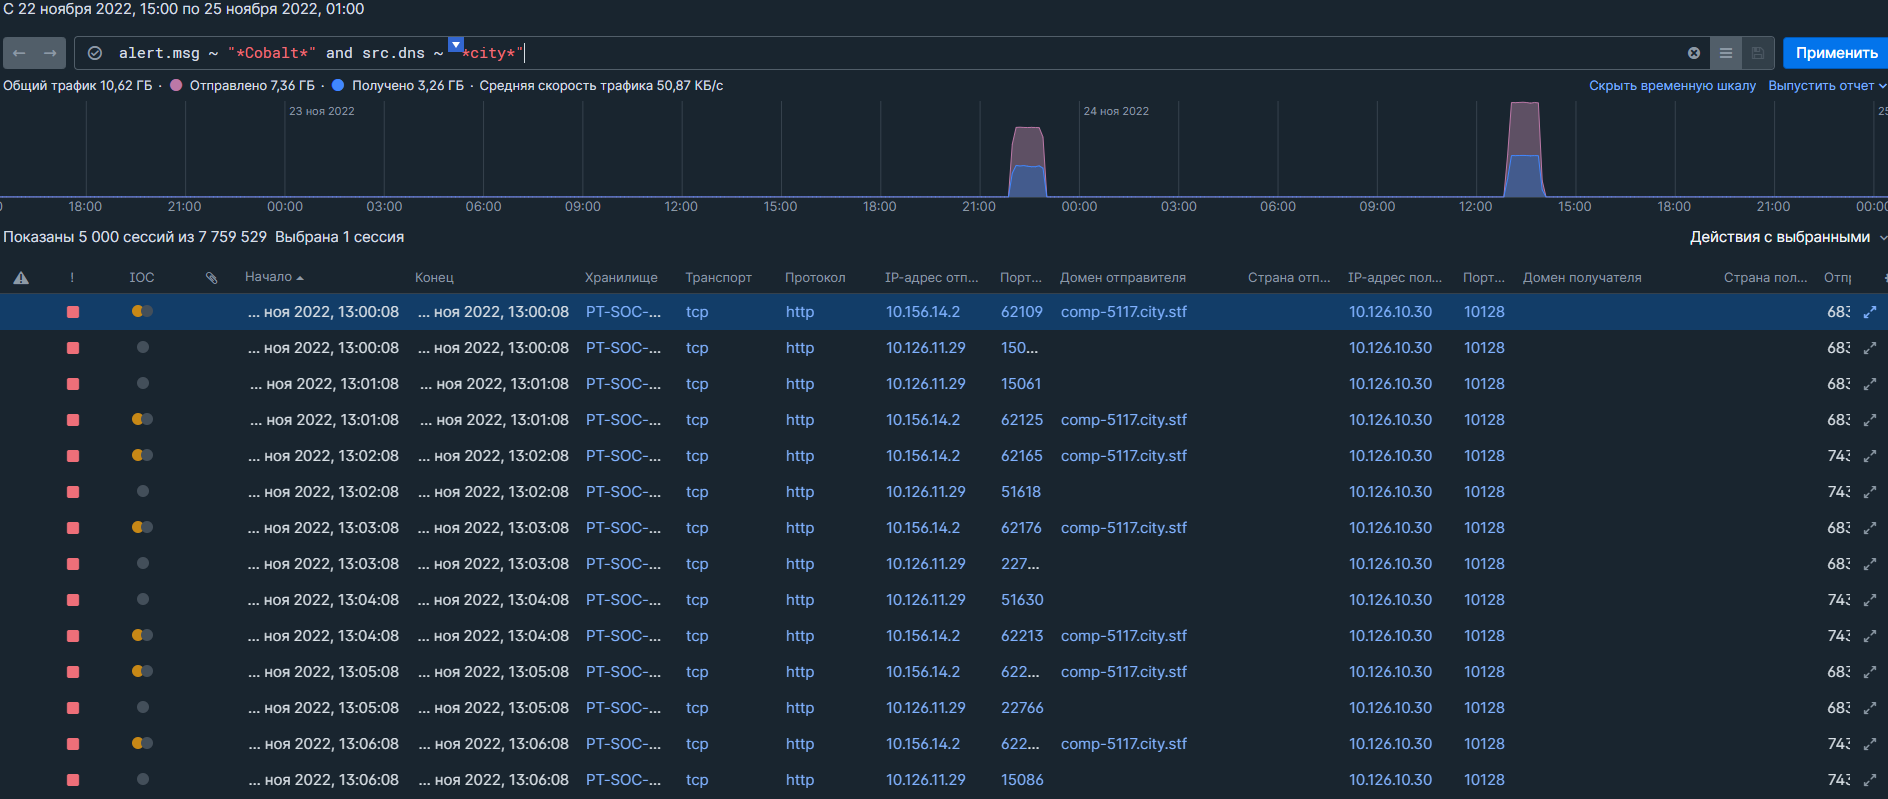 С 22 ноября 2022, 15:00 по 25 ноября 2022, 01:00
alert.msg ~ "*Cobalt*" and src.dns ~ *city*"
Применить
Общий трафик 10,62 ГБ · Отправлено 7,36 ГБ · Получено 3,26 ГБ · Средняя скорость трафика 50,87 КБ/с
Скрыть временную шкалу Выпустить отчет
23 ноя 2022 24 ноя 2022 25
0 18:00 21:00 00:00 03:00 06:00 09:00 12:00 15:00 18:00 21:00 00:00 03:00 06:00 09:00 12:00 15:00 18:00 21:00 00:00
Показаны 5 000 сессий из 7 759 529 Выбрана 1 сессия
Действия с выбранными
! IOC Начало Конец Хранилище Транспорт Протокол IP-адрес отп... Порт... Домен отправителя Страна отп... IP-адрес пол... Порт... Домен получателя Страна пол... Отпр
... ноя 2022, 13:00:08 ... ноя 2022, 13:00:08 PT-SOC-... tcp http 10.156.14.2 62109 comp-5117.city.stf 10.126.10.30 10128 683
... ноя 2022, 13:00:08 ... ноя 2022, 13:00:08 PT-SOC-... tcp http 10.126.11.29 150... 10.126.10.30 10128 683
... ноя 2022, 13:01:08 ... ноя 2022, 13:01:08 PT-SOC-... tcp http 10.126.11.29 15061 10.126.10.30 10128 683
... ноя 2022, 13:01:08 ... ноя 2022, 13:01:08 PT-SOC-... tcp http 10.156.14.2 62125 comp-5117.city.stf 10.126.10.30 10128 683
... ноя 2022, 13:02:08 ... ноя 2022, 13:02:08 PT-SOC-... tcp http 10.156.14.2 62165 comp-5117.city.stf 10.126.10.30 10128 743
... ноя 2022, 13:02:08 ... ноя 2022, 13:02:08 PT-SOC-... tcp http 10.126.11.29 51618 10.126.10.30 10128 743
... ноя 2022, 13:03:08 ... ноя 2022, 13:03:08 PT-SOC-... tcp http 10.156.14.2 62176 comp-5117.city.stf 10.126.10.30 10128 683
... ноя 2022, 13:03:08 ... ноя 2022, 13:03:08 PT-SOC-... tcp http 10.126.11.29 227... 10.126.10.30 10128 683
... ноя 2022, 13:04:08 ... ноя 2022, 13:04:08 PT-SOC-... tcp http 10.126.11.29 51630 10.126.10.30 10128 743
... ноя 2022, 13:04:08 ... ноя 2022, 13:04:08 PT-SOC-... tcp http 10.156.14.2 62213 comp-5117.city.stf 10.126.10.30 10128 743
... ноя 2022, 13:05:08 ... ноя 2022, 13:05:08 PT-SOC-... tcp http 10.156.14.2 622... comp-5117.city.stf 10.126.10.30 10128 683
... ноя 2022, 13:05:08 ... ноя 2022, 13:05:08 PT-SOC-... tcp http 10.126.11.29 22766 10.126.10.30 10128 683
... ноя 2022, 13:06:08 ... ноя 2022, 13:06:08 PT-SOC-... tcp http 10.156.14.2 622... comp-5117.city.stf 10.126.10.30 10128 743
... ноя 2022, 13:06:08 ... ноя 2022, 13:06:08 PT-SOC-... tcp http 10.126.11.29 15086 10.126.10.30 10128 743